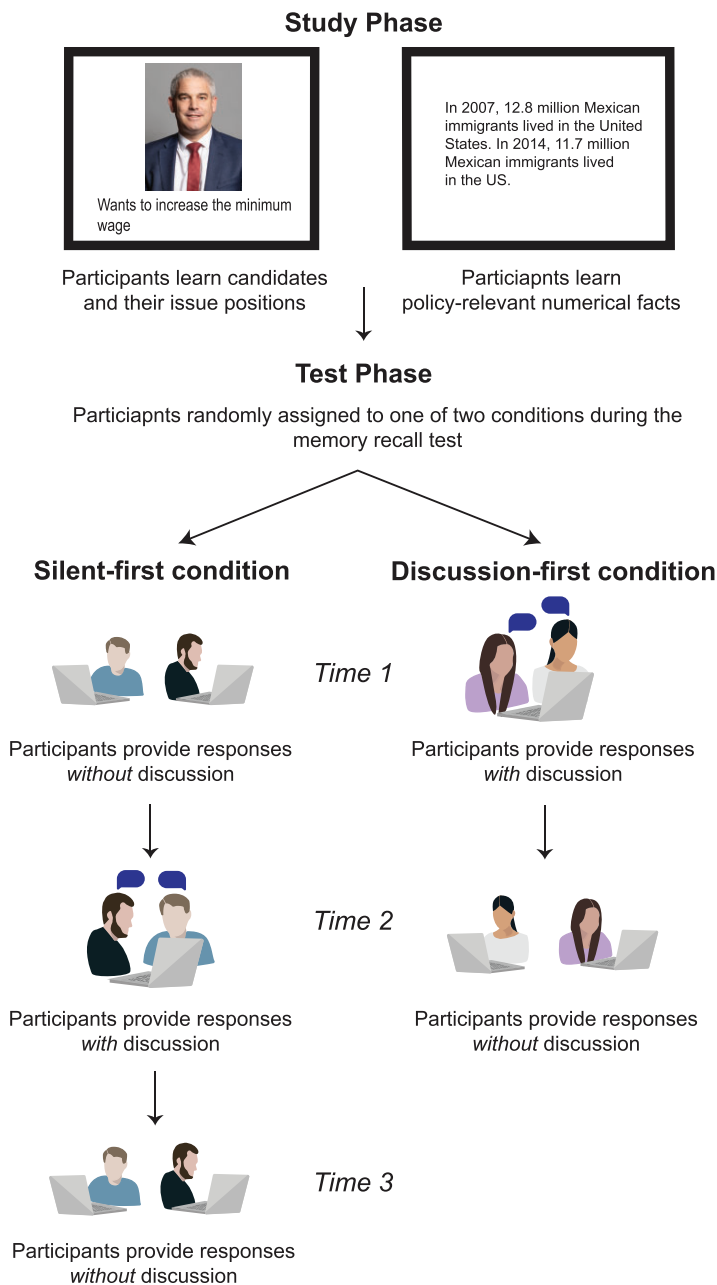 Study Phase
Wants to increase the minimum
wage
In 2007, 12.8 million Mexican
immigrants lived in the United
States. In 2014, 11.7 million
Mexican immigrants lived
in the US.
Participants learn candidates
and their issue positions
Particiapnts learn
policy-relevant numerical facts
Test Phase
Particiapnts randomly assigned to one of two conditions during the
memory recall test
Silent-first condition
Discussion-first condition
Time 1
Participants provide responses
without discussion
Participants provide responses
with discussion
Time 2
Participants provide responses
with discussion
Participants provide responses
without discussion
Time 3
Participants provide responses
without discussion